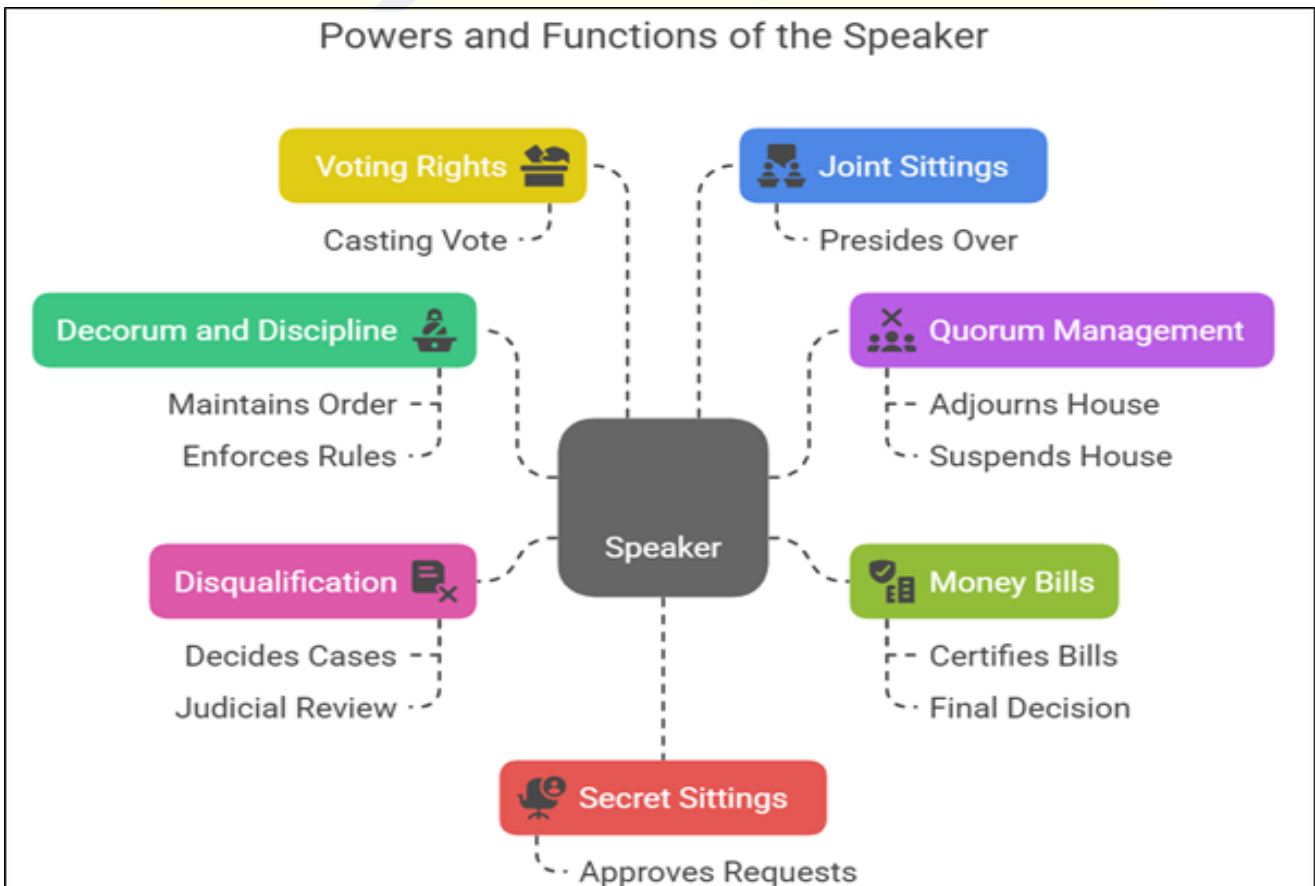 Powers and Functions of the Speaker
Voting Rights
Casting Vote
Joint Sittings
Presides Over
Decorum and Discipline
Maintains Order
Enforces Rules
Quorum Management
Adjourns House
Suspends House
Speaker
Disqualification
Decides Cases
Judicial Review
Money Bills
Certifies Bills
Final Decision
Secret Sittings
Approves Requests